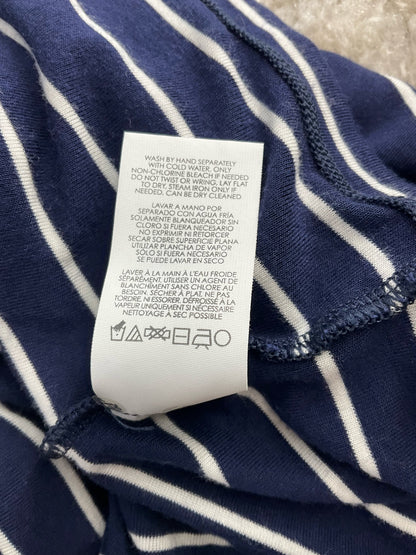 WASH BY HAND SEPARATELY
WITH COLD WATER, ONLY
NON-CHLORINE BLEACH IF NEEDED
DO NOT TWIST OR WRING, LAY FLAT
TO DRY, STEAM IRON ONLY IF
NEEDED, CAN BE DRY CLEANED
LAVAR A MANO POR
SEPARADO CON AGUA FRÍA
SOLAMENTE BLANQUEADOR SIN
CLORO SI FUERA NECESARIO
NO EXPRIMIR NI RETORCER
SECAR SOBRE SUPERFICIE PLANA
UTILIZAR PLANCHA DE VAPOR
SÓLO SI FUERA NECESARIO
SE PUEDE LAVAR EN SECO
LAVER À LA MAIN À L'EAU FROIDE
SÉPARÉMENT. UTILISER UN AGENT DE
BLANCHIMENT SANS CHLORE AU
BESOIN. SÉCHER À PLAT, NE PAS
TORDRE, NI ESSORER. DÉFROISSÉ À LA
VAPEUR UNIQUEMENT SI NÉCESSAIRE
NETTOYAGE À SEC POSSIBLE